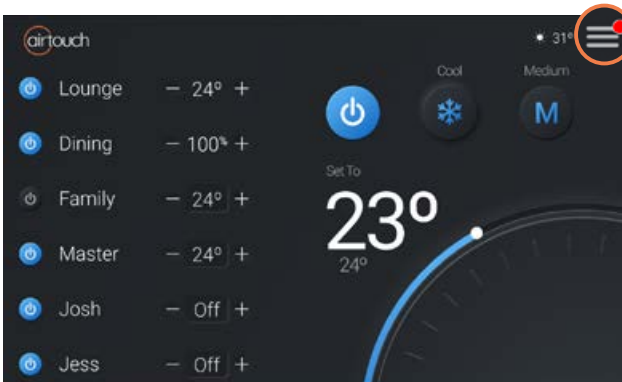 airtouch
31°
Lounge − 24° +
Dining − 100% +
Family − 24° +
Master − 24° +
Josh − Off +
Jess − Off +
Cool
Medium
M
Set To
23°
24°